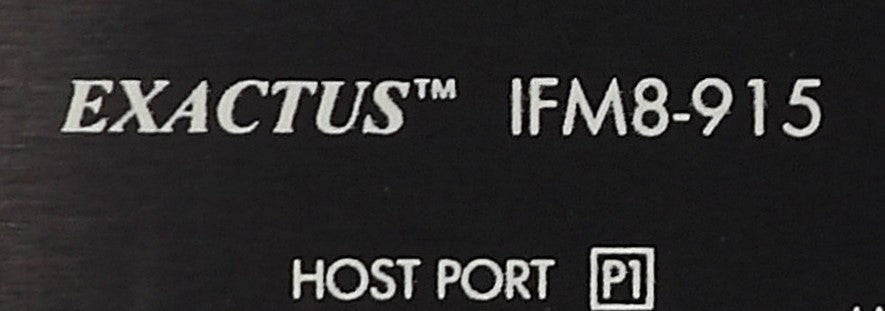 EXACTUS™ IFM8-915
HOST PORT P1